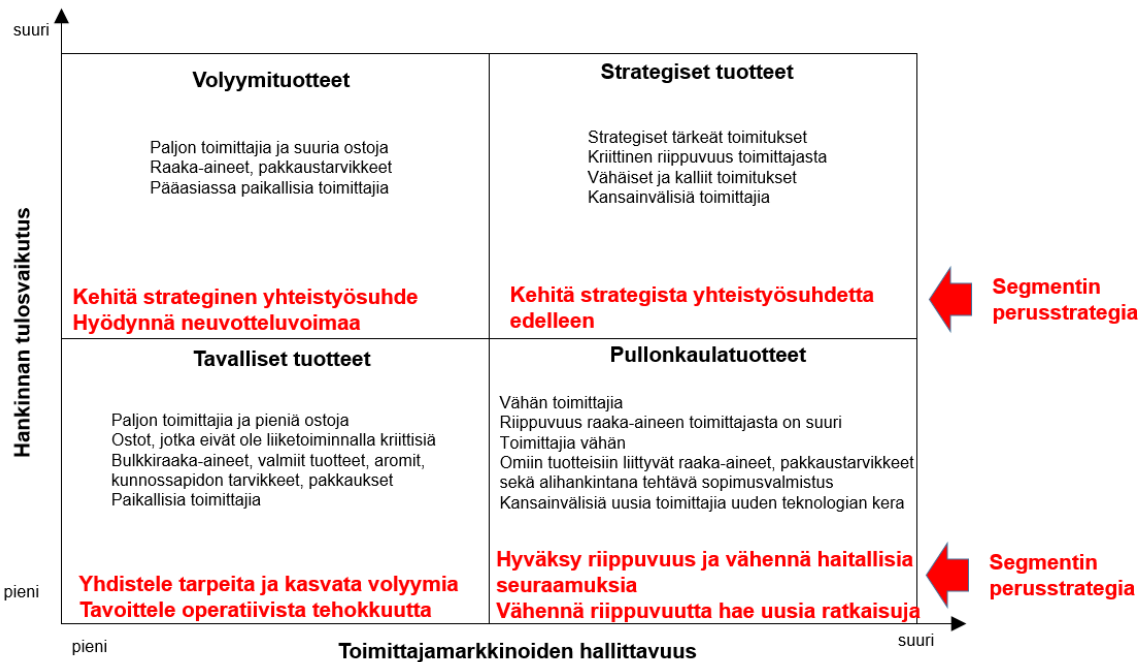 suuri
Hankinnan tulosvaikutus
pieni
Volyymituotteet
Paljon toimittajia ja suuria ostoja
Raaka-aineet, pakkaustarvikkeet
Pääasiassa paikallisia toimittajia
Kehitä strateginen yhteistyösuhde
Hyödynnä neuvotteluvoimaa
Strategiset tuotteet
Strategiset tärkeät toimitukset
Kriittinen riippuvuus toimittajasta
Vähäiset ja kalliit toimitukset
Kansainvälisiä toimittajia
Kehitä strategista yhteistyösuhdetta
edelleen
Segmentin
perusstrategia
Tavalliset tuotteet
Paljon toimittajia ja pieniä ostoja
Ostot, jotka eivät ole liiketoiminnalla kriittisiä
Bulkkiraaka-aineet, valmiit tuotteet, aromit,
kunnossapidon tarvikkeet, pakkaukset
Paikallisia toimittajia
Yhdistele tarpeita ja kasvata volyymia
Tavoittele operatiivista tehokkuutta
Pullonkaulatuotteet
Vähän toimittajia
Riippuvuus raaka-aineen toimittajasta on suuri
Toimittajia vähän
Omiin tuotteisiin liittyvät raaka-aineet, pakkaustarvikkeet
sekä alihankintana tehtävä sopimusvalmistus
Kansainvälisiä uusia toimittajia uuden teknologian kera
Hyväksy riippuvuus ja vähennä haitallisia
seuraamuksia
Vähennä riippuvuutta hae uusia ratkaisuja
Segmentin
perusstrategia
pieni
Toimittajamarkkinoiden hallittavuus
suuri